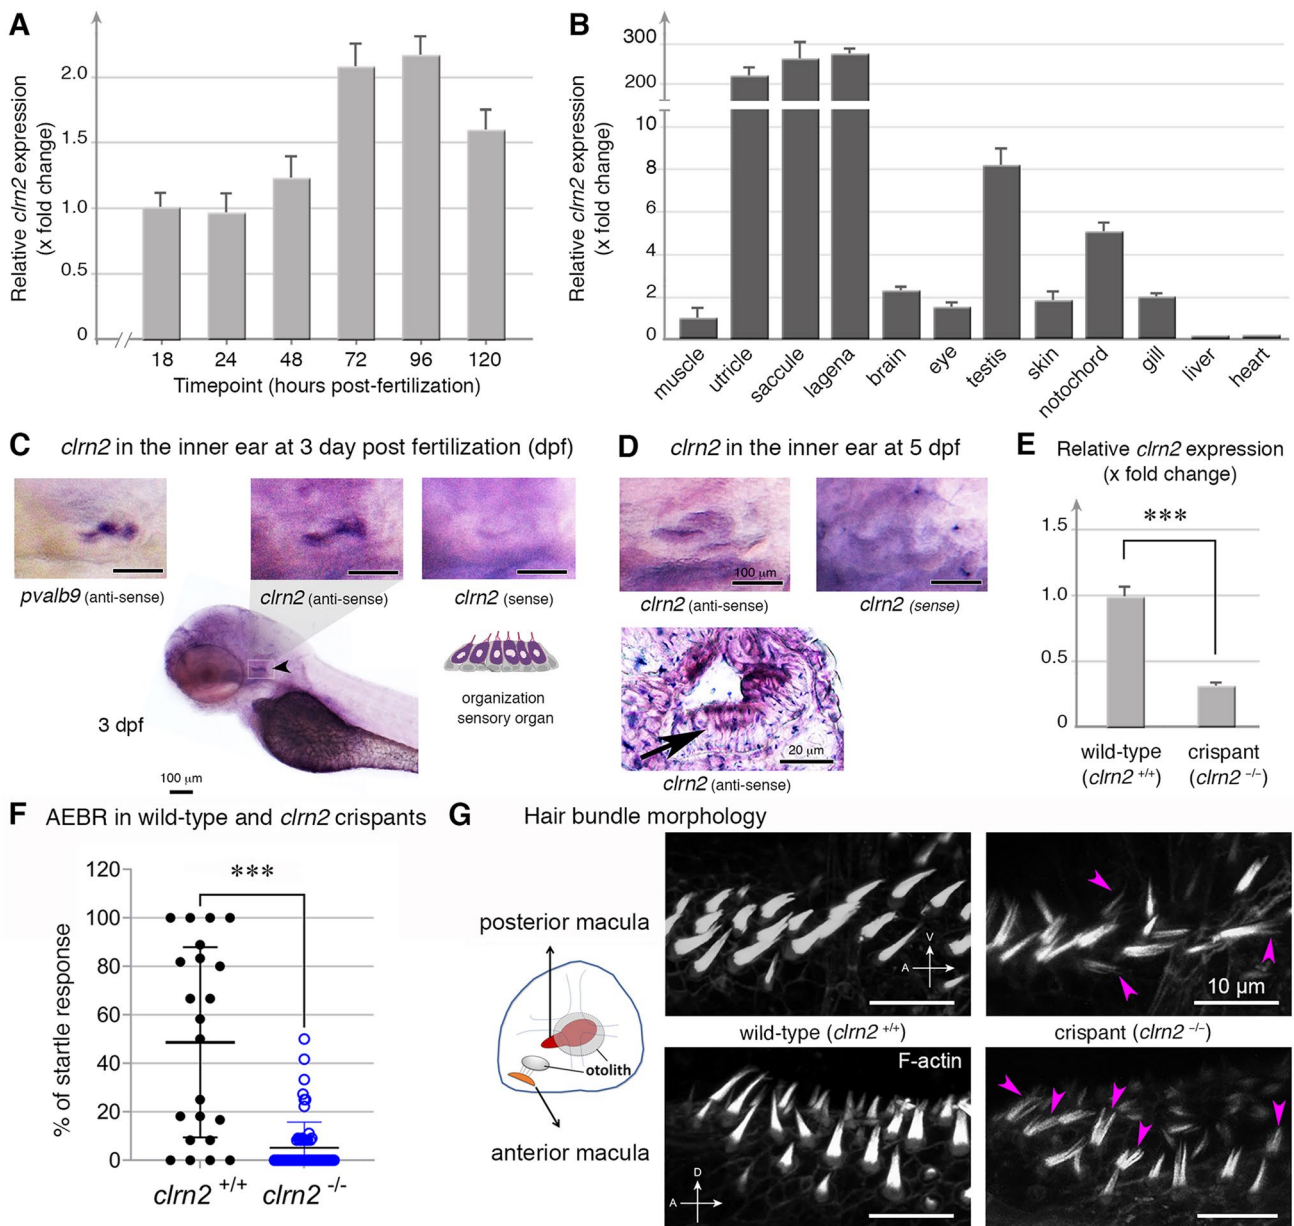 A
Relative clrn2 expression
(x fold change)
2.0
1.5
1.0
0.5
0
18 24 48 72 96 120
Timepoint (hours post-fertilization)
B
Relative clrn2 expression
(x fold change)
300
200
10
8
6
4
2
0
muscle utricle saccule lagena brain eye testis skin notochord gill liver heart
C clrn2 in the inner ear at 3 day post fertilization (dpf)
pvalb9 (anti-sense)
clrn2 (anti-sense)
clrn2 (sense)
organization
sensory organ
3 dpf
100 μm
D clrn2 in the inner ear at 5 dpf
100 μm
clrn2 (anti-sense)
clrn2 (sense)
20 μm
clrn2 (anti-sense)
E Relative clrn2 expression
(x fold change)
***
1.5
1.0
0.5
0
wild-type
(clrn2 +/+)
crispant
(clrn2 –/–)
F AEBR in wild-type and clrn2 crispants
% of startle response
120
100
80
60
40
20
0
***
clrn2 +/+ clrn2 -/-
G Hair bundle morphology
posterior macula
otolith
anterior macula
V
A
10 μm
wild-type (clrn2 +/+)
crispant (clrn2 –/–)
F-actin
D
A